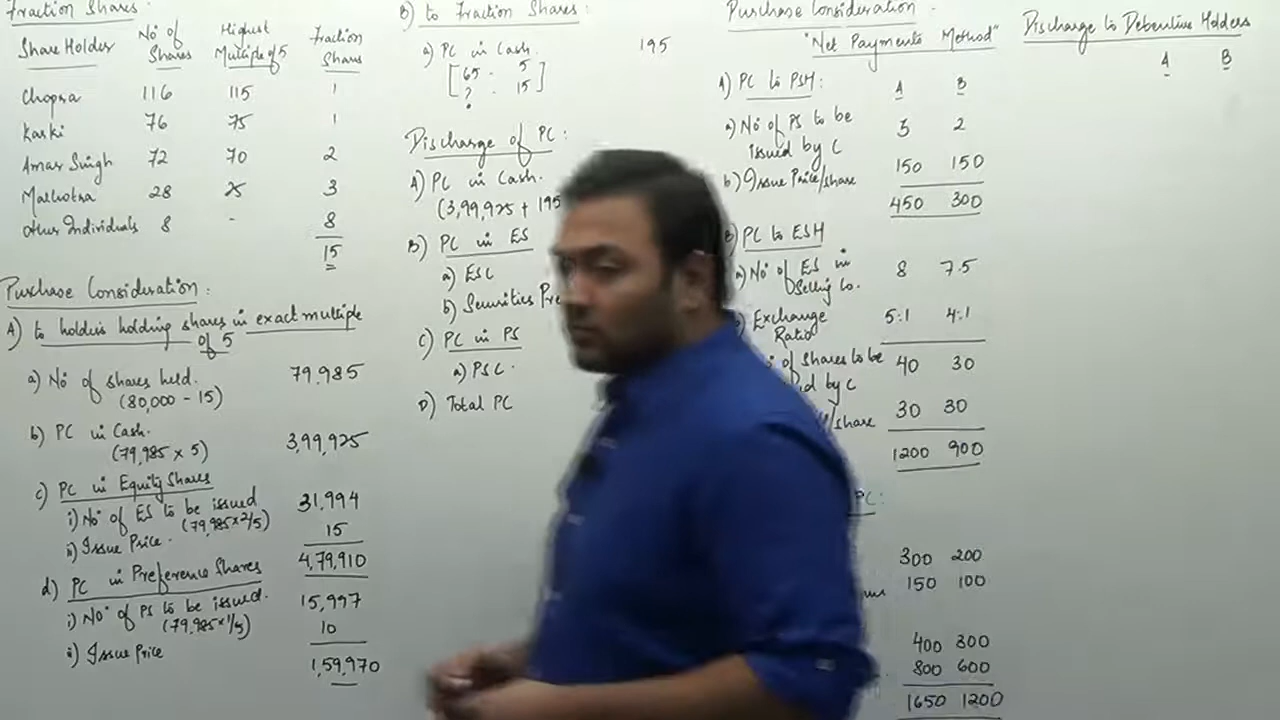 Fraction Shares:
Share Holder No of Shares Highest Multiple of 5 Fraction Shares
Chopra 116 115 1
Karki 76 75 1
Amar Singh 72 70 2
Malhotra 28 25 3
Other Individuals 8 - 8
15
Purchase Consideration:
A) to holders holding shares in exact multiple of 5
a) No of shares held. 79,985
(80,000 - 15)
b) PC in Cash. 3,99,925
(79,985 x 5)
c) PC in Equity Shares
i) No of ES to be issued 31,994
(79,985 x 2/5)
ii) Issue Price. 15
4,79,910
d) PC in Preference Shares
i) No of PS to be issued. 15,997
(79,985 x 1/5)
ii) Issue Price 10
1,59,970
B) to Fraction Shares:
a) PC in Cash. 195
[65 - 5
? - 15]
Discharge of PC:
A) PC in Cash.
(3,99,925 + 195
B) PC in ES
a) ESC
b) Securities Pre
C) PC in PS
a) PSC.
D) Total PC
Purchase Consideration.
"Net Payments Method"
A) PC to PSH: A B
a) No of PS to be issued by C 3 2
b) Issue Price/share 150 150
450 300
B) PC to ESH
a) No of ES in Selling Co. 8 7.5
Exchange Ratio 5:1 4:1
of Shares to be 40 30
by C
/share 30 30
1200 900
PC:
300 200
150 100
400 300
800 600
1650 1200
Discharge to Debenture Holders
A B